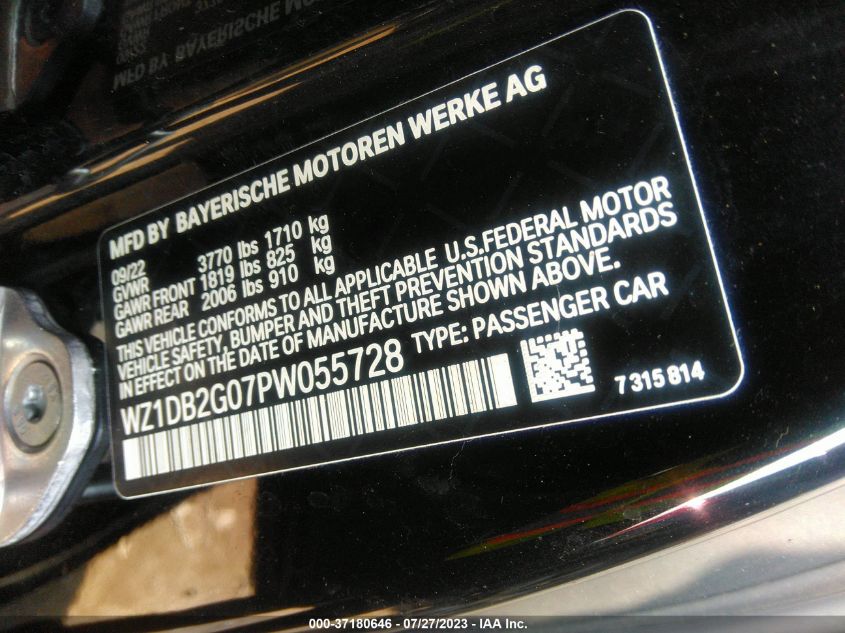 MFD BY BAYERISCHE MOTOREN WERKE AG
09/22
GVWR 3770 lbs 1710 kg
GAWR FRONT 1819 lbs 825 kg
GAWR REAR 2006 lbs 910 kg
THIS VEHICLE CONFORMS TO ALL APPLICABLE U.S.FEDERAL MOTOR
VEHICLE SAFETY, BUMPER AND THEFT PREVENTION STANDARDS
IN EFFECT ON THE DATE OF MANUFACTURE SHOWN ABOVE.
WZ1DB2G07PW055728 TYPE: PASSENGER CAR
7 315 814
000-37180646 / 07/27/2023 - IAA Inc.